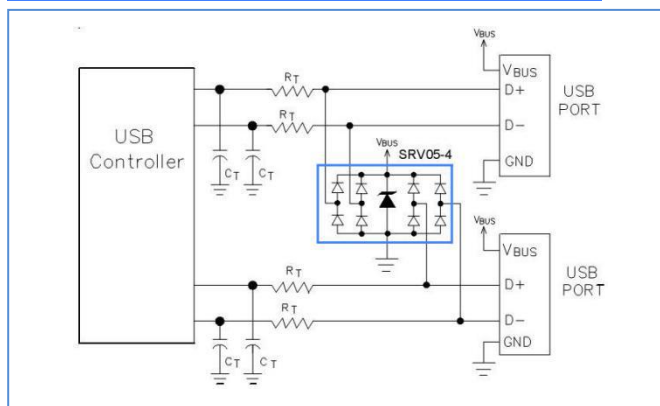 VBUS
VBUS
D+
D−
GND
USB
PORT
RT
RT
USB
Controller
CT
CT
VBUS
SRV05-4
VBUS
VBUS
D+
D−
GND
USB
PORT
RT
RT
CT
CT